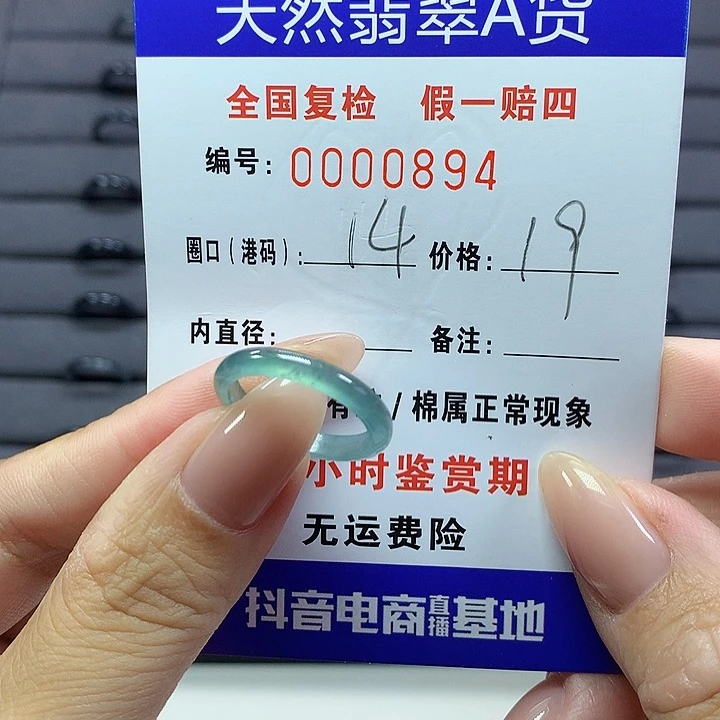 天然翡翠A货
全国复检 假一赔四
编号: 0000894
圈口(港码): 14 价格: 19
内直径: 备注:
有 / 棉属正常现象
小时鉴赏期
无运费险
抖音电商直播基地